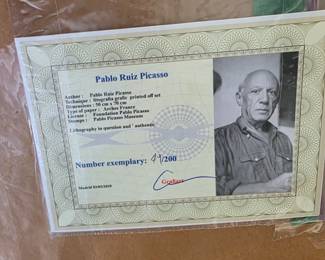 Pablo Ruiz Picasso
Author : Pablo Ruiz Picasso
Technique : litografia grafic printed off set
Dimensions : 50 cm x 70 cm
Type of paper : Arches France
License : Foundation Pablo Picasso
Stamps : Pablo Picasso Museum
Lithography in question and ' authentic
Number exemplary: /200
Madrid